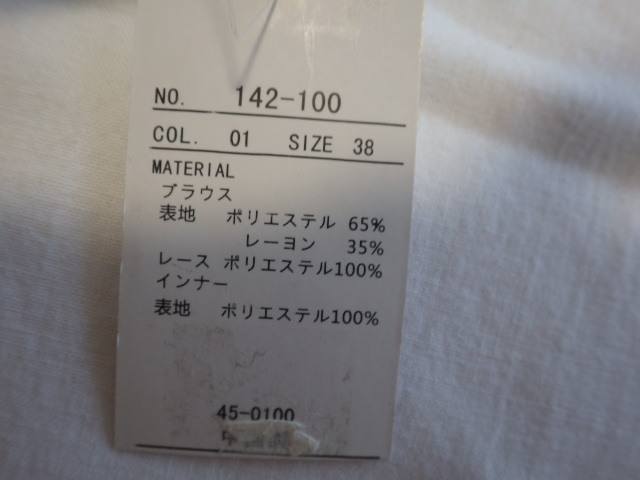 NO. 142-100
COL. 01 SIZE 38
MATERIAL
ブラウス
表地 ポリエステル 65%
レーヨン 35%
レース ポリエステル100%
インナー
表地 ポリエステル100%
45-0100